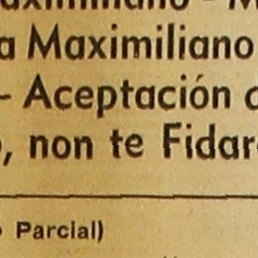 a Maximiliano
- Aceptación
, non te Fidar
Parcial)